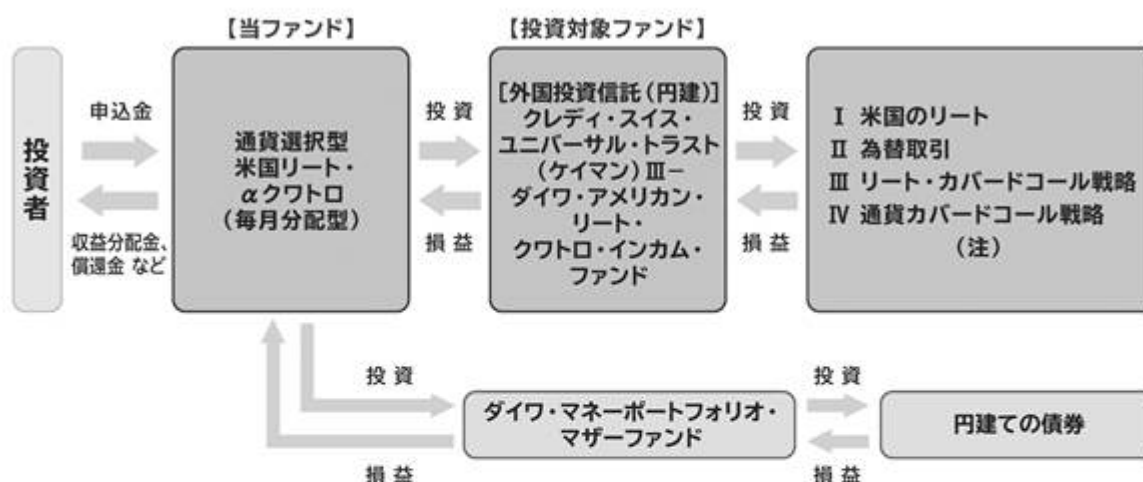 【当ファンド】
【投資対象ファンド】
投資者
申込金
収益分配金、
償還金 など
通貨選択型
米国リート・
αクワトロ
(毎月分配型)
投 資
損 益
[外国投資信託(円建)]
クレディ・スイス・
ユニバーサル・トラスト
(ケイマン)Ⅲ−
ダイワ・アメリカン・
リート・
クワトロ・インカム・
ファンド
投 資
損 益
Ⅰ 米国のリート
Ⅱ 為替取引
Ⅲ リート・カバードコール戦略
Ⅳ 通貨カバードコール戦略
(注)
投 資
損 益
ダイワ・マネーポートフォリオ・
マザーファンド
投 資
損 益
円建ての債券